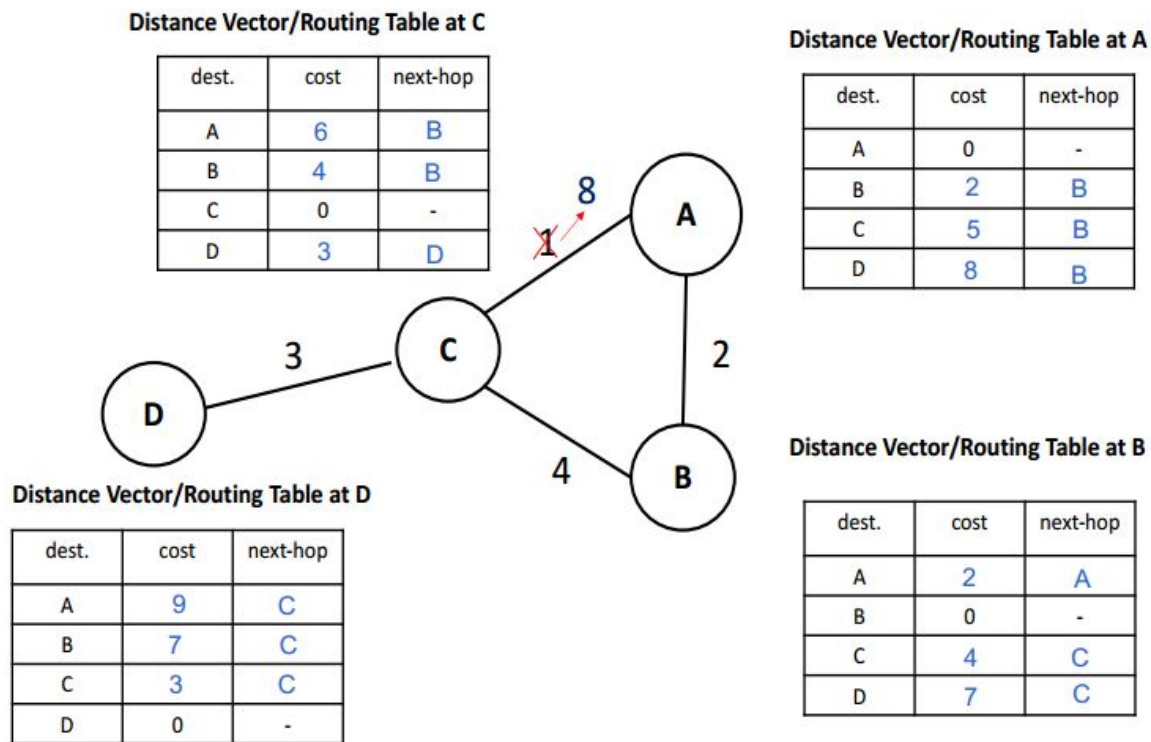 Distance Vector/Routing Table at C
dest. cost next-hop
A 6 B
B 4 B
C 0 -
D 3 D
Distance Vector/Routing Table at A
dest. cost next-hop
A 0 -
B 2 B
C 5 B
D 8 B
8
1
A
C
3
2
D
4
B
Distance Vector/Routing Table at D
dest. cost next-hop
A 9 C
B 7 C
C 3 C
D 0 -
Distance Vector/Routing Table at B
dest. cost next-hop
A 2 A
B 0 -
C 4 C
D 7 C